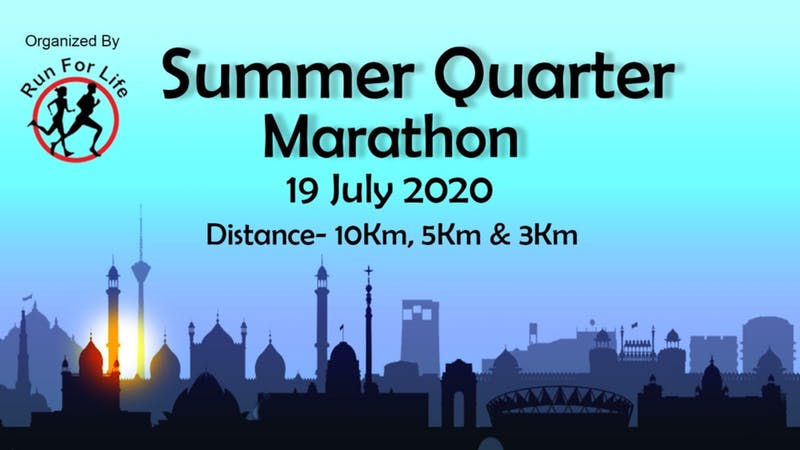 Organized By
Run For Life
Summer Quarter
Marathon
19 July 2020
Distance- 10Km, 5Km & 3Km